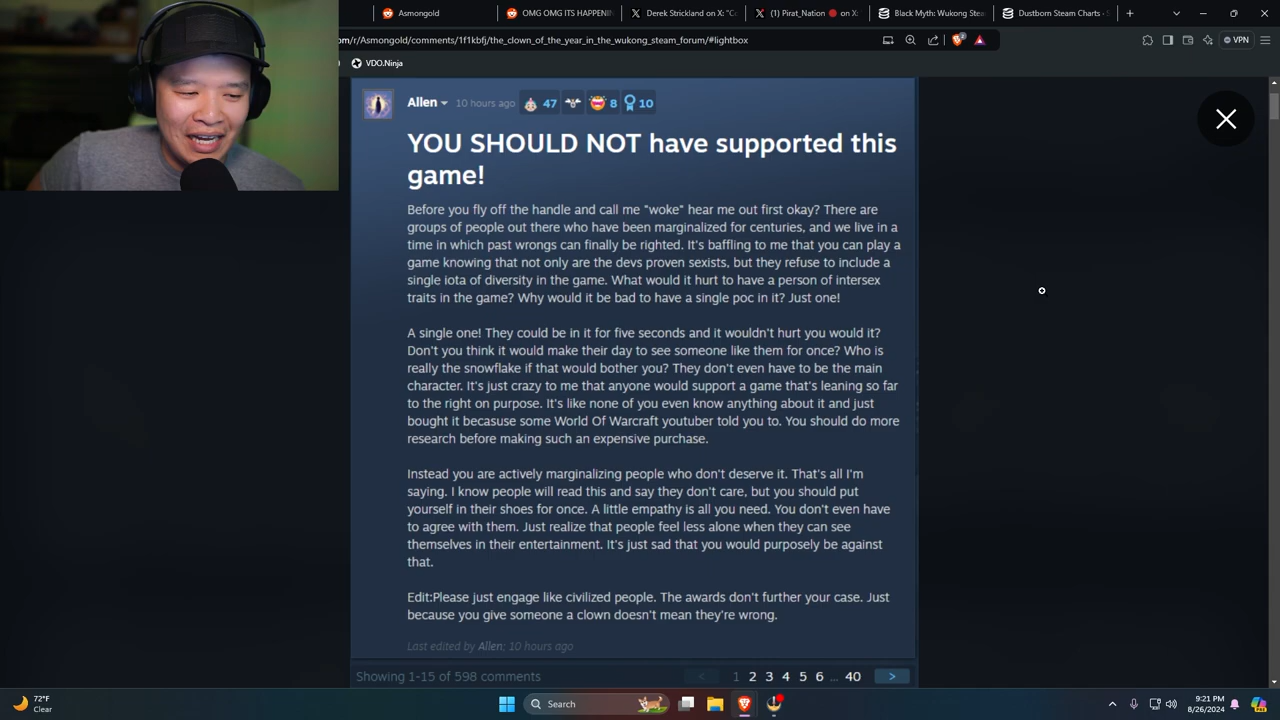 Asmongold
OMG OMG ITS HAPPENIN
Derek Strickland on X: "Co
(1) Pirat_Nation 🔴 on X:
Black Myth: Wukong Steam
Dustborn Steam Charts · S
om/r/Asmongold/comments/1f1kbfj/the_clown_of_the_year_in_the_wukong_steam_forum/#lightbox
VPN
VDO.Ninja
Allen 10 hours ago 47 8 10
YOU SHOULD NOT have supported this
game!
Before you fly off the handle and call me "woke" hear me out first okay? There are
groups of people out there who have been marginalized for centuries, and we live in a
time in which past wrongs can finally be righted. It's baffling to me that you can play a
game knowing that not only are the devs proven sexists, but they refuse to include a
single iota of diversity in the game. What would it hurt to have a person of intersex
traits in the game? Why would it be bad to have a single poc in it? Just one!
A single one! They could be in it for five seconds and it wouldn't hurt you would it?
Don't you think it would make their day to see someone like them for once? Who is
really the snowflake if that would bother you? They don't even have to be the main
character. It's just crazy to me that anyone would support a game that's leaning so far
to the right on purpose. It's like none of you even know anything about it and just
bought it becasuse some World Of Warcraft youtuber told you to. You should do more
research before making such an expensive purchase.
Instead you are actively marginalizing people who don't deserve it. That's all I'm
saying. I know people will read this and say they don't care, but you should put
yourself in their shoes for once. A little empathy is all you need. You don't even have
to agree with them. Just realize that people feel less alone when they can see
themselves in their entertainment. It's just sad that you would purposely be against
that.
Edit:Please just engage like civilized people. The awards don't further your case. Just
because you give someone a clown doesn't mean they're wrong.
Last edited by Allen; 10 hours ago
Showing 1-15 of 598 comments < 1 2 3 4 5 6 ... 40 >
72°F
Clear
Search
9:21 PM
8/26/2024